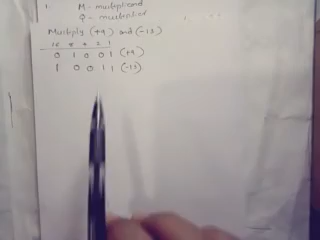 M - multiplicand
Q - multiplier
Multiply (+9) and (-13)
16 8 4 2 1
0 1 0 0 1 (+9)
1 0 0 1 1 (-13)